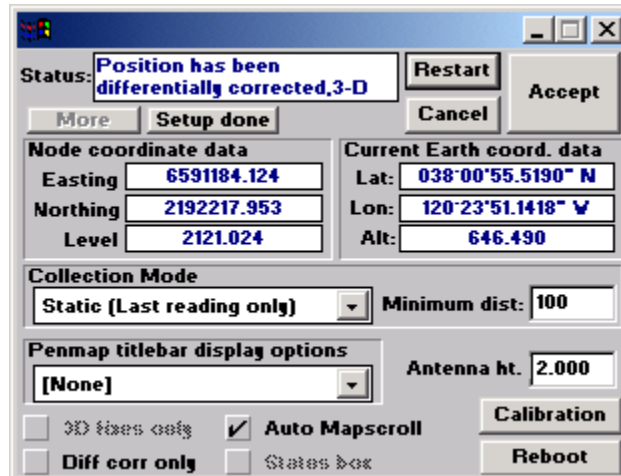 Status: Position has been
differentially corrected,3-D
Restart
Accept
Cancel
More
Setup done
Node coordinate data
Easting 6591184.124
Northing 2192217.953
Level 2121.024
Current Earth coord. data
Lat: 038°00'55.5190" N
Lon: 120°23'51.1418" W
Alt: 646.490
Collection Mode
Static (Last reading only)
Minimum dist: 100
Penmap titlebar display options
[None]
Antenna ht. 2.000
3D fixes only
Auto Mapscroll
Calibration
Diff corr only
Status box
Reboot